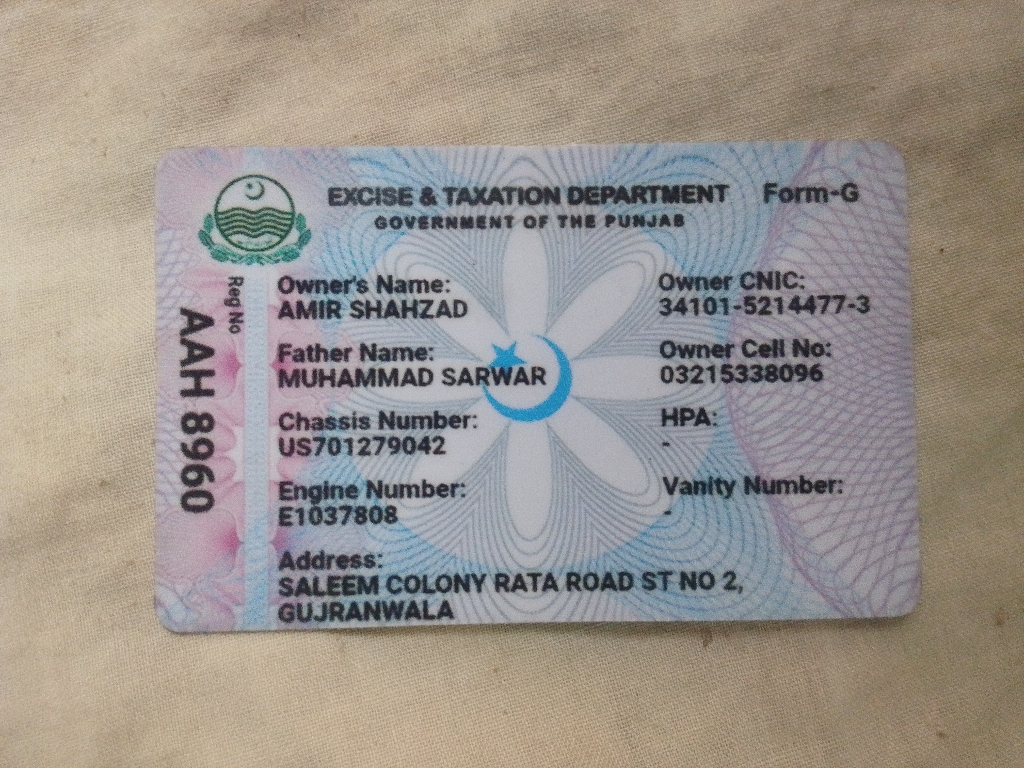 EXCISE & TAXATION DEPARTMENT Form-G
GOVERNMENT OF THE PUNJAB
Reg No
AAH 8960
Owner's Name:
AMIR SHAHZAD
Owner CNIC:
34101-5214477-3
Father Name:
MUHAMMAD SARWAR
Owner Cell No:
03215338096
Chassis Number:
US701279042
HPA:
-
Engine Number:
E1037808
Vanity Number:
-
Address:
SALEEM COLONY RATA ROAD ST NO 2,
GUJRANWALA